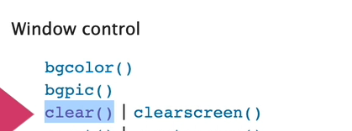 Window control
bgcolor()
bgpic()
clear() | clearscreen()